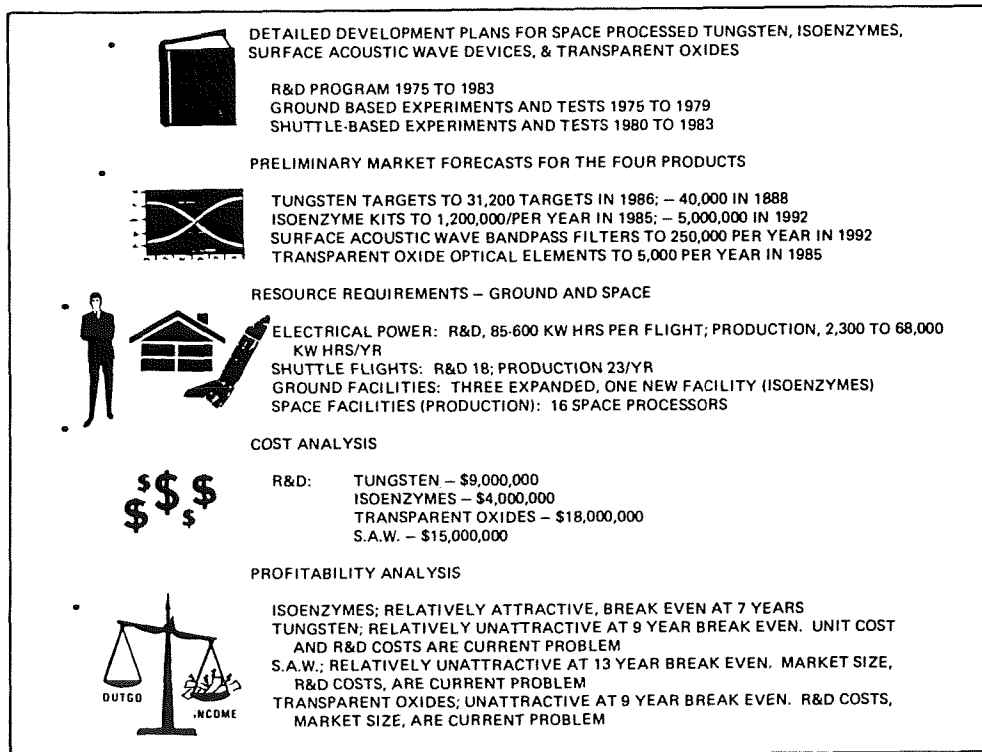 DETAILED DEVELOPMENT PLANS FOR SPACE PROCESSED TUNGSTEN, ISOENZYMES,
SURFACE ACOUSTIC WAVE DEVICES, & TRANSPARENT OXIDES
R&D PROGRAM 1975 TO 1983
GROUND BASED EXPERIMENTS AND TESTS 1975 TO 1979
SHUTTLE-BASED EXPERIMENTS AND TESTS 1980 TO 1983
PRELIMINARY MARKET FORECASTS FOR THE FOUR PRODUCTS
TUNGSTEN TARGETS TO 31,200 TARGETS IN 1986; – 40,000 IN 1888
ISOENZYME KITS TO 1,200,000/PER YEAR IN 1985; – 5,000,000 IN 1992
SURFACE ACOUSTIC WAVE BANDPASS FILTERS TO 250,000 PER YEAR IN 1992
TRANSPARENT OXIDE OPTICAL ELEMENTS TO 5,000 PER YEAR IN 1985
RESOURCE REQUIREMENTS – GROUND AND SPACE
ELECTRICAL POWER: R&D, 85-600 KW HRS PER FLIGHT; PRODUCTION, 2,300 TO 68,000
KW HRS/YR
SHUTTLE FLIGHTS: R&D 18; PRODUCTION 23/YR
GROUND FACILITIES: THREE EXPANDED, ONE NEW FACILITY (ISOENZYMES)
SPACE FACILITIES (PRODUCTION): 16 SPACE PROCESSORS
COST ANALYSIS
$ $ $ $ $
R&D: TUNGSTEN – $9,000,000
ISOENZYMES – $4,000,000
TRANSPARENT OXIDES – $18,000,000
S.A.W. – $15,000,000
PROFITABILITY ANALYSIS
ISOENZYMES; RELATIVELY ATTRACTIVE, BREAK EVEN AT 7 YEARS
TUNGSTEN; RELATIVELY UNATTRACTIVE AT 9 YEAR BREAK EVEN. UNIT COST
AND R&D COSTS ARE CURRENT PROBLEM
S.A.W.; RELATIVELY UNATTRACTIVE AT 13 YEAR BREAK EVEN. MARKET SIZE,
R&D COSTS, ARE CURRENT PROBLEM
TRANSPARENT OXIDES; UNATTRACTIVE AT 9 YEAR BREAK EVEN. R&D COSTS,
MARKET SIZE, ARE CURRENT PROBLEM
OUTGO
INCOME